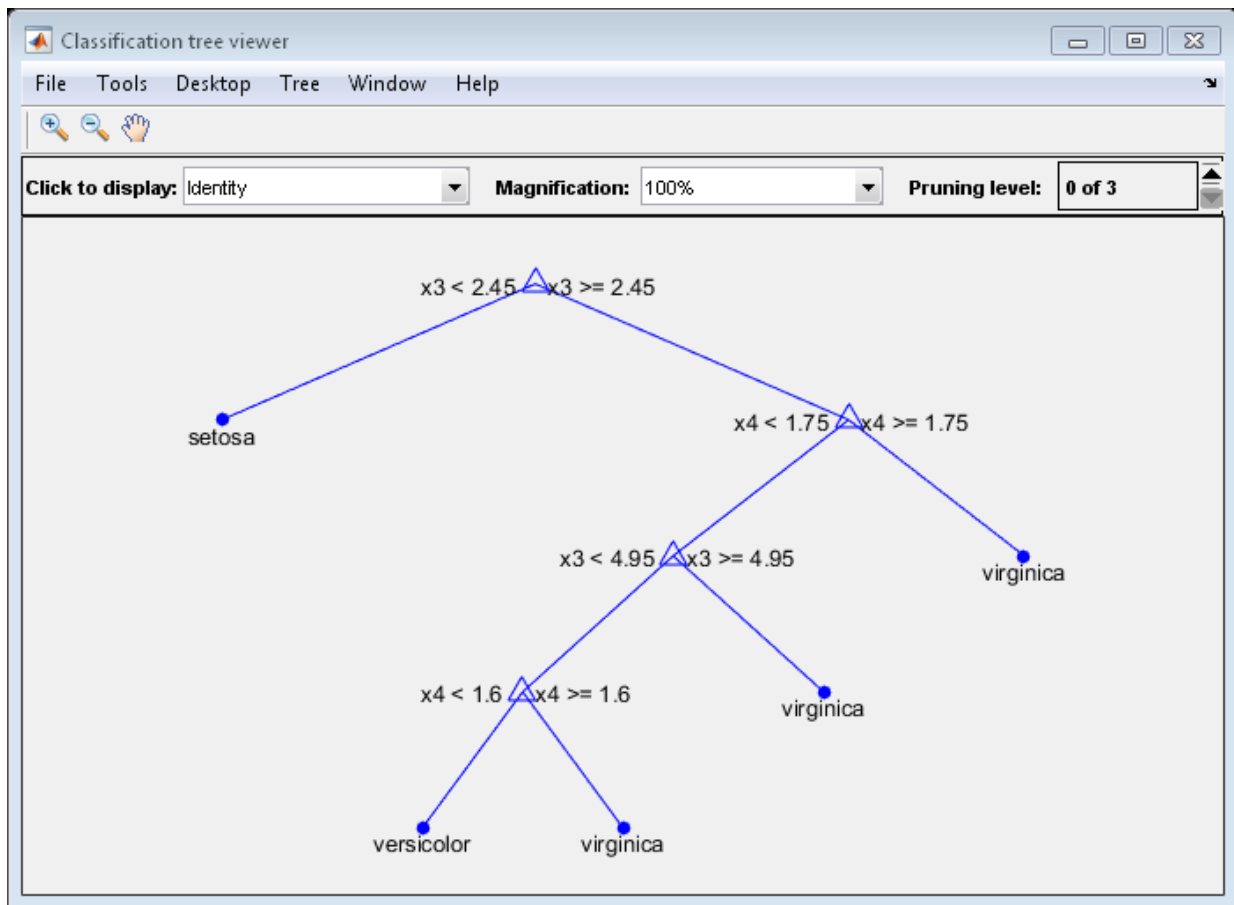 Classification tree viewer
File Tools Desktop Tree Window Help
Click to display: Identity Magnification: 100% Pruning level: 0 of 3
x3 < 2.45 x3 >= 2.45
setosa
x4 < 1.75 x4 >= 1.75
x3 < 4.95 x3 >= 4.95
virginica
x4 < 1.6 x4 >= 1.6
virginica
versicolor virginica